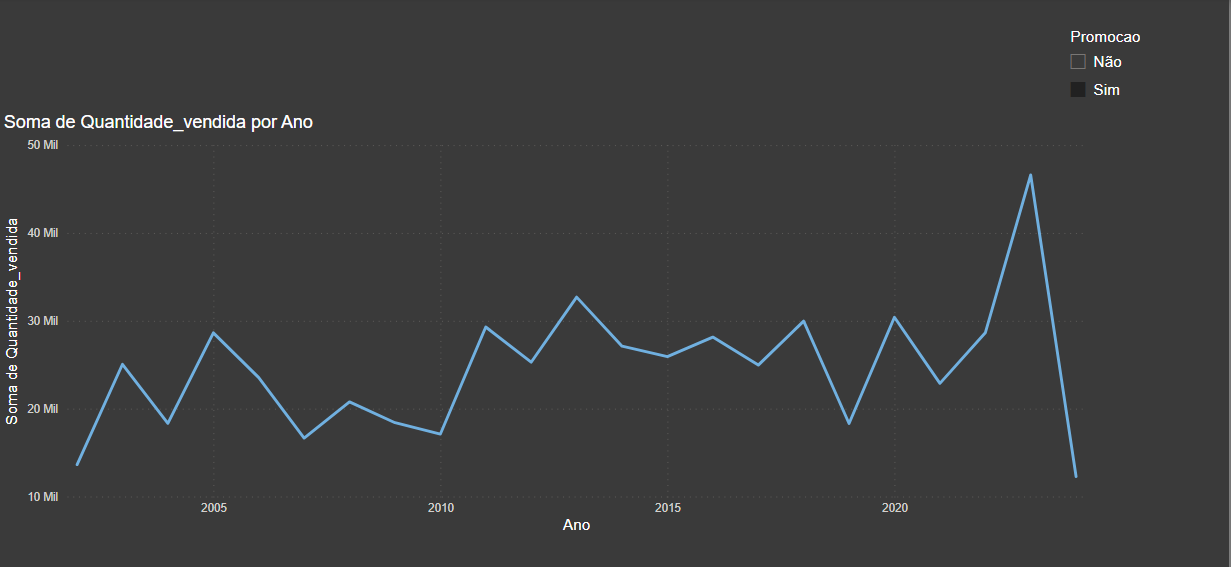 Promocao
Não
Sim
Soma de Quantidade_vendida por Ano
50 Mil
40 Mil
30 Mil
20 Mil
10 Mil
Soma de Quantidade_vendida
2005
2010
2015
2020
Ano